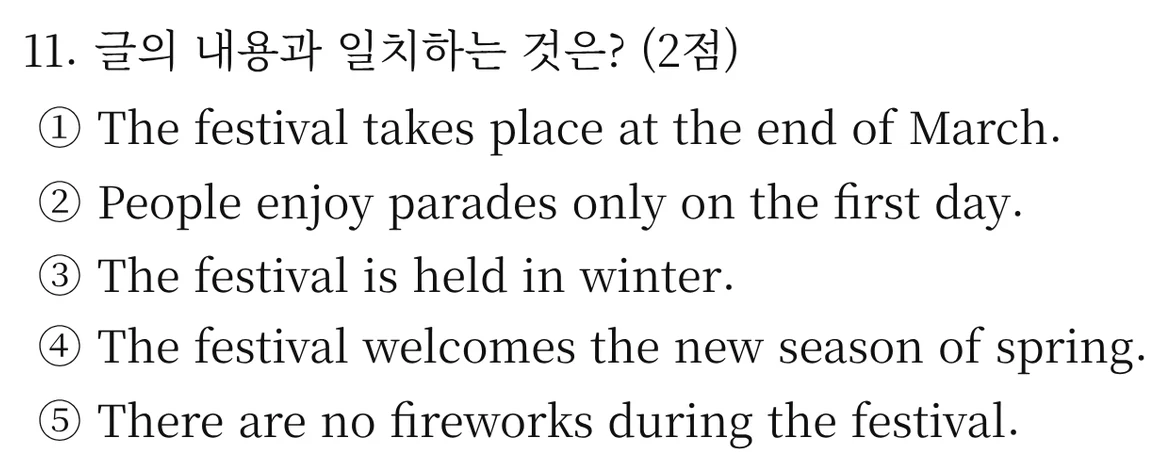 11. 글의 내용과 일치하는 것은? (2점)
① The festival takes place at the end of March.
② People enjoy parades only on the first day.
③ The festival is held in winter.
④ The festival welcomes the new season of spring.
⑤ There are no fireworks during the festival.